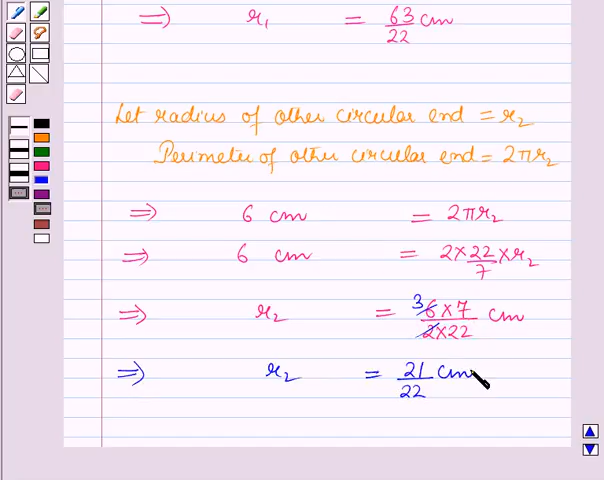 ⇒ r₁ = 63/22 cm
Let radius of other circular end = r₂
Perimeter of other circular end = 2πr₂
⇒ 6 cm = 2πr₂
⇒ 6 cm = 2×22/7×r₂
⇒ r₂ = 3 6×7/2×22 cm
⇒ r₂ = 21/22 cm